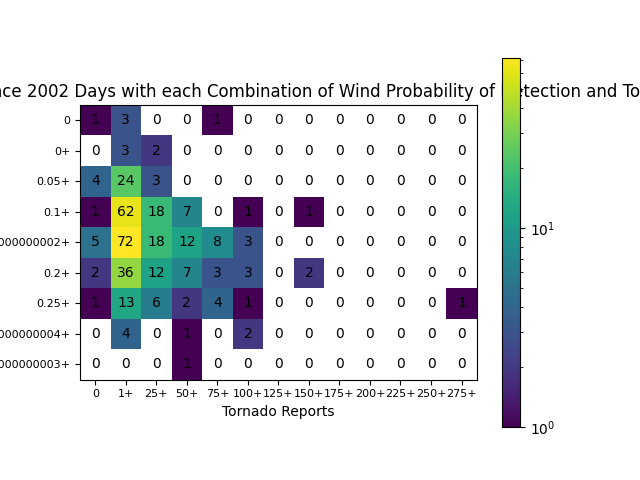 nce 2002 Days with each Combination of Wind Probability of Detection and To
0 1 3 0 0 1 0 0 0 0 0 0 0 0
0+ 0 3 2 0 0 0 0 0 0 0 0 0 0
0.05+ 4 24 3 0 0 0 0 0 0 0 0 0 0
0.1+ 1 62 18 7 0 1 0 1 0 0 0 0 0
000000002+ 5 72 18 12 8 3 0 0 0 0 0 0 0
0.2+ 2 36 12 7 3 3 0 2 0 0 0 0 0
0.25+ 1 13 6 2 4 1 0 0 0 0 0 0 1
000000004+ 0 4 0 1 0 2 0 0 0 0 0 0 0
000000003+ 0 0 0 1 0 0 0 0 0 0 0 0 0
0 1+ 25+ 50+ 75+ 100+ 125+ 150+ 175+ 200+ 225+ 250+ 275+
Tornado Reports
10¹
10⁰